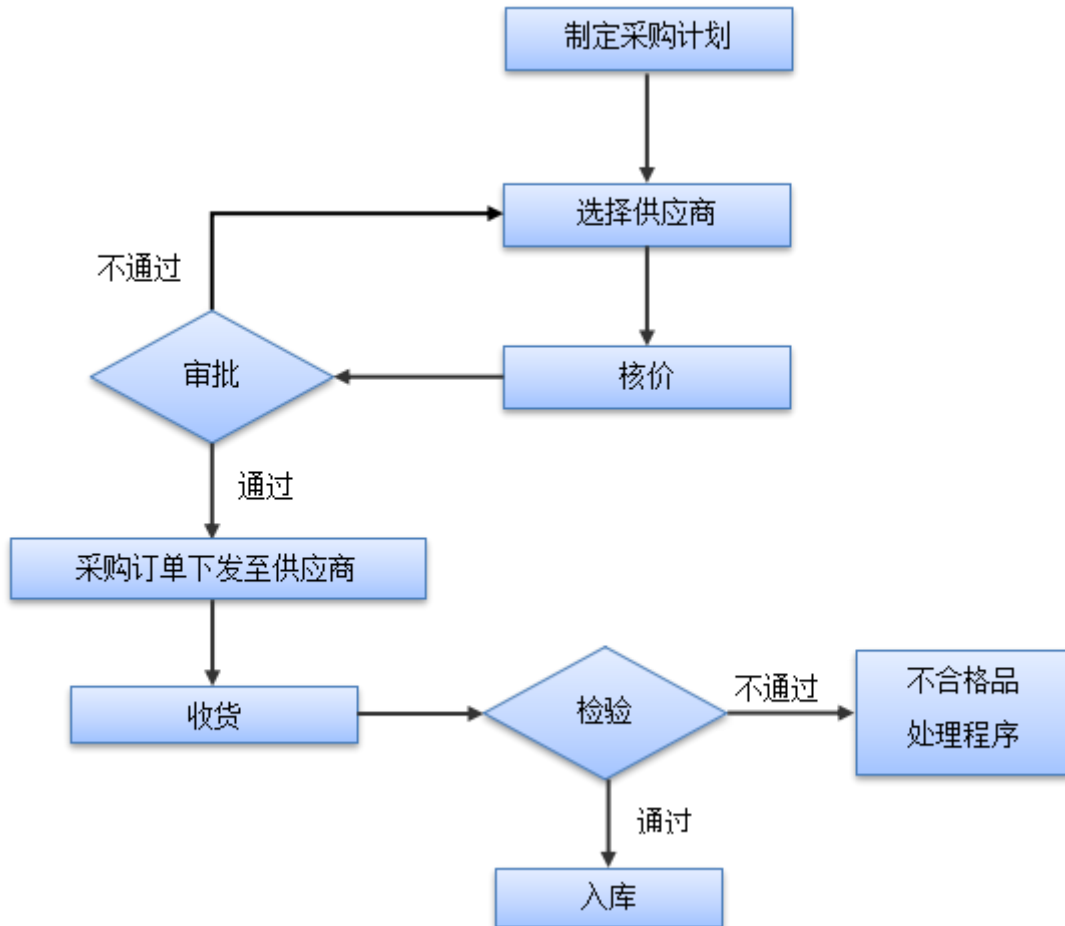 制定采购计划
选择供应商
不通过
审批
核价
通过
采购订单下发至供应商
收货
检验
不通过
不合格品
处理程序
通过
入库